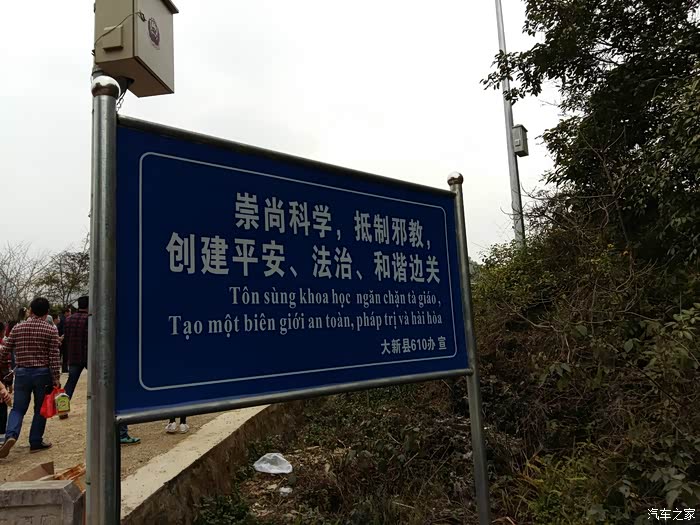 崇尚科学，抵制邪教，
创建平安、法治、和谐边关
Tôn sùng khoa học ngăn chặn tà giáo,
Tạo một biên giới an toàn, pháp trị và hài hòa
大新县610办 宣
汽车之家